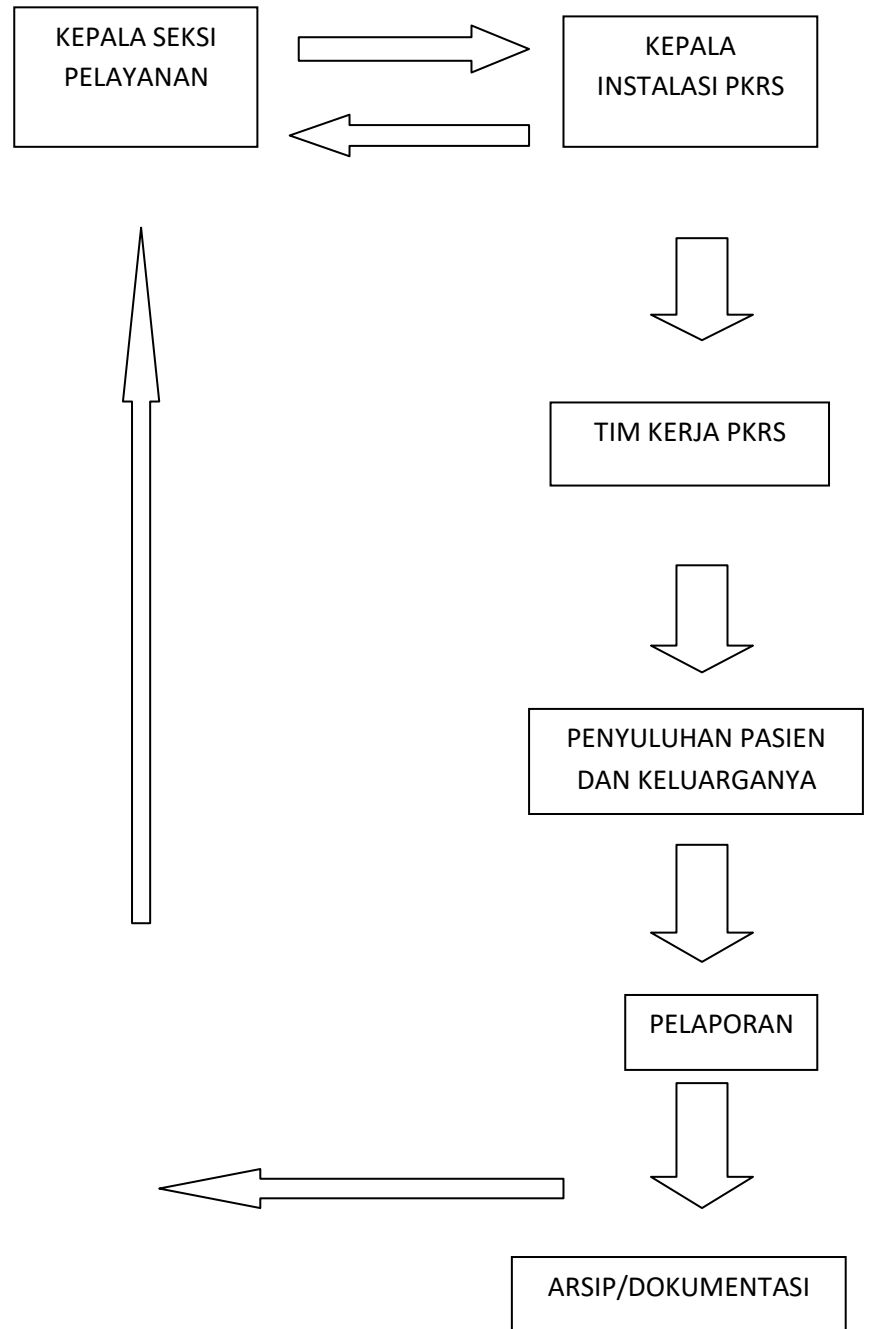 KEPALA SEKSI
PELAYANAN
KEPALA
INSTALASI PKRS
TIM KERJA PKRS
PENYULUHAN PASIEN
DAN KELUARGANYA
PELAPORAN
ARSIP/DOKUMENTASI